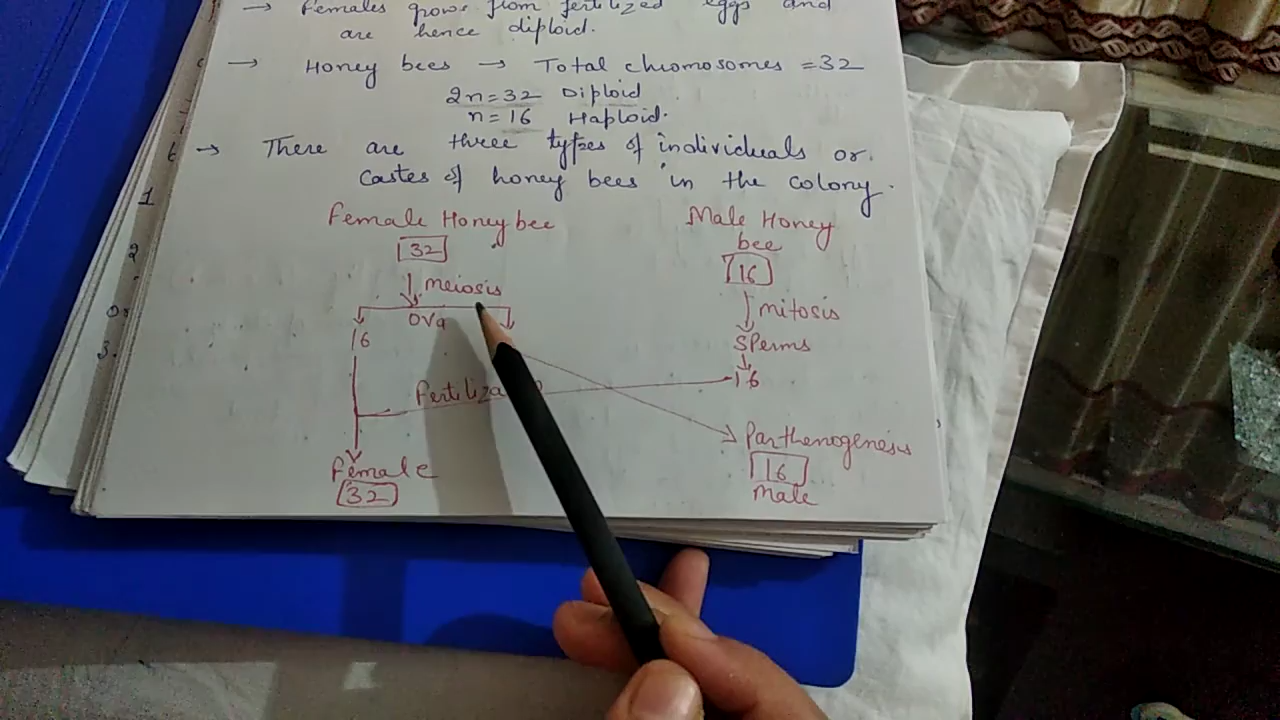 → Females grows from fertilized eggs and
are hence diploid.
→ Honey bees → Total chromosomes = 32
2n = 32 Diploid
n = 16 Haploid.
→ There are three types of individuals or
castes of honey bees in the colony.
Female Honey bee
32
↓ meiosis
ova
16
Fertiliza
Female
32
Male Honey
bee
16
↓ mitosis
Sperms
↓
16
Parthenogenesis
16
Male